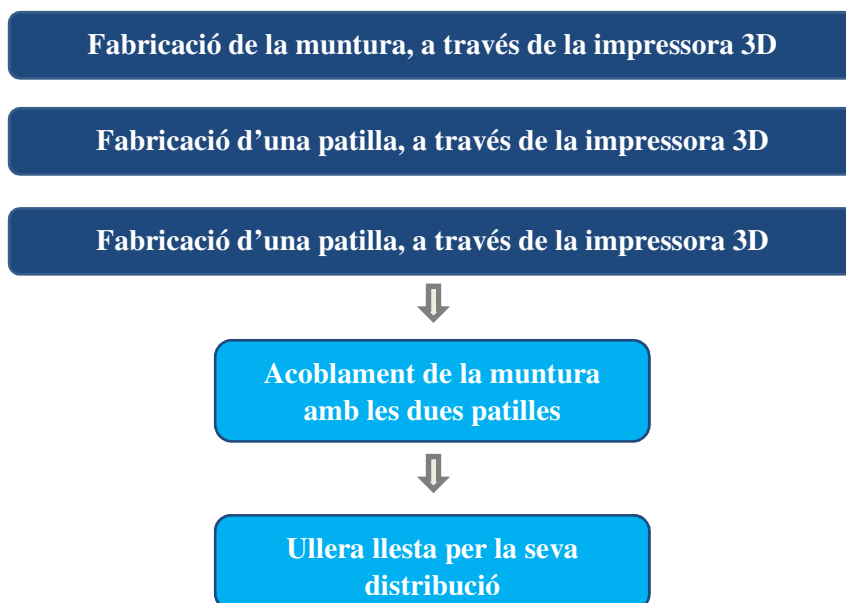 Fabricació de la muntura, a través de la impressora 3D
Fabricació d’una patilla, a través de la impressora 3D
Fabricació d’una patilla, a través de la impressora 3D
Acoblament de la muntura
amb les dues patilles
Ullera llesta per la seva
distribució